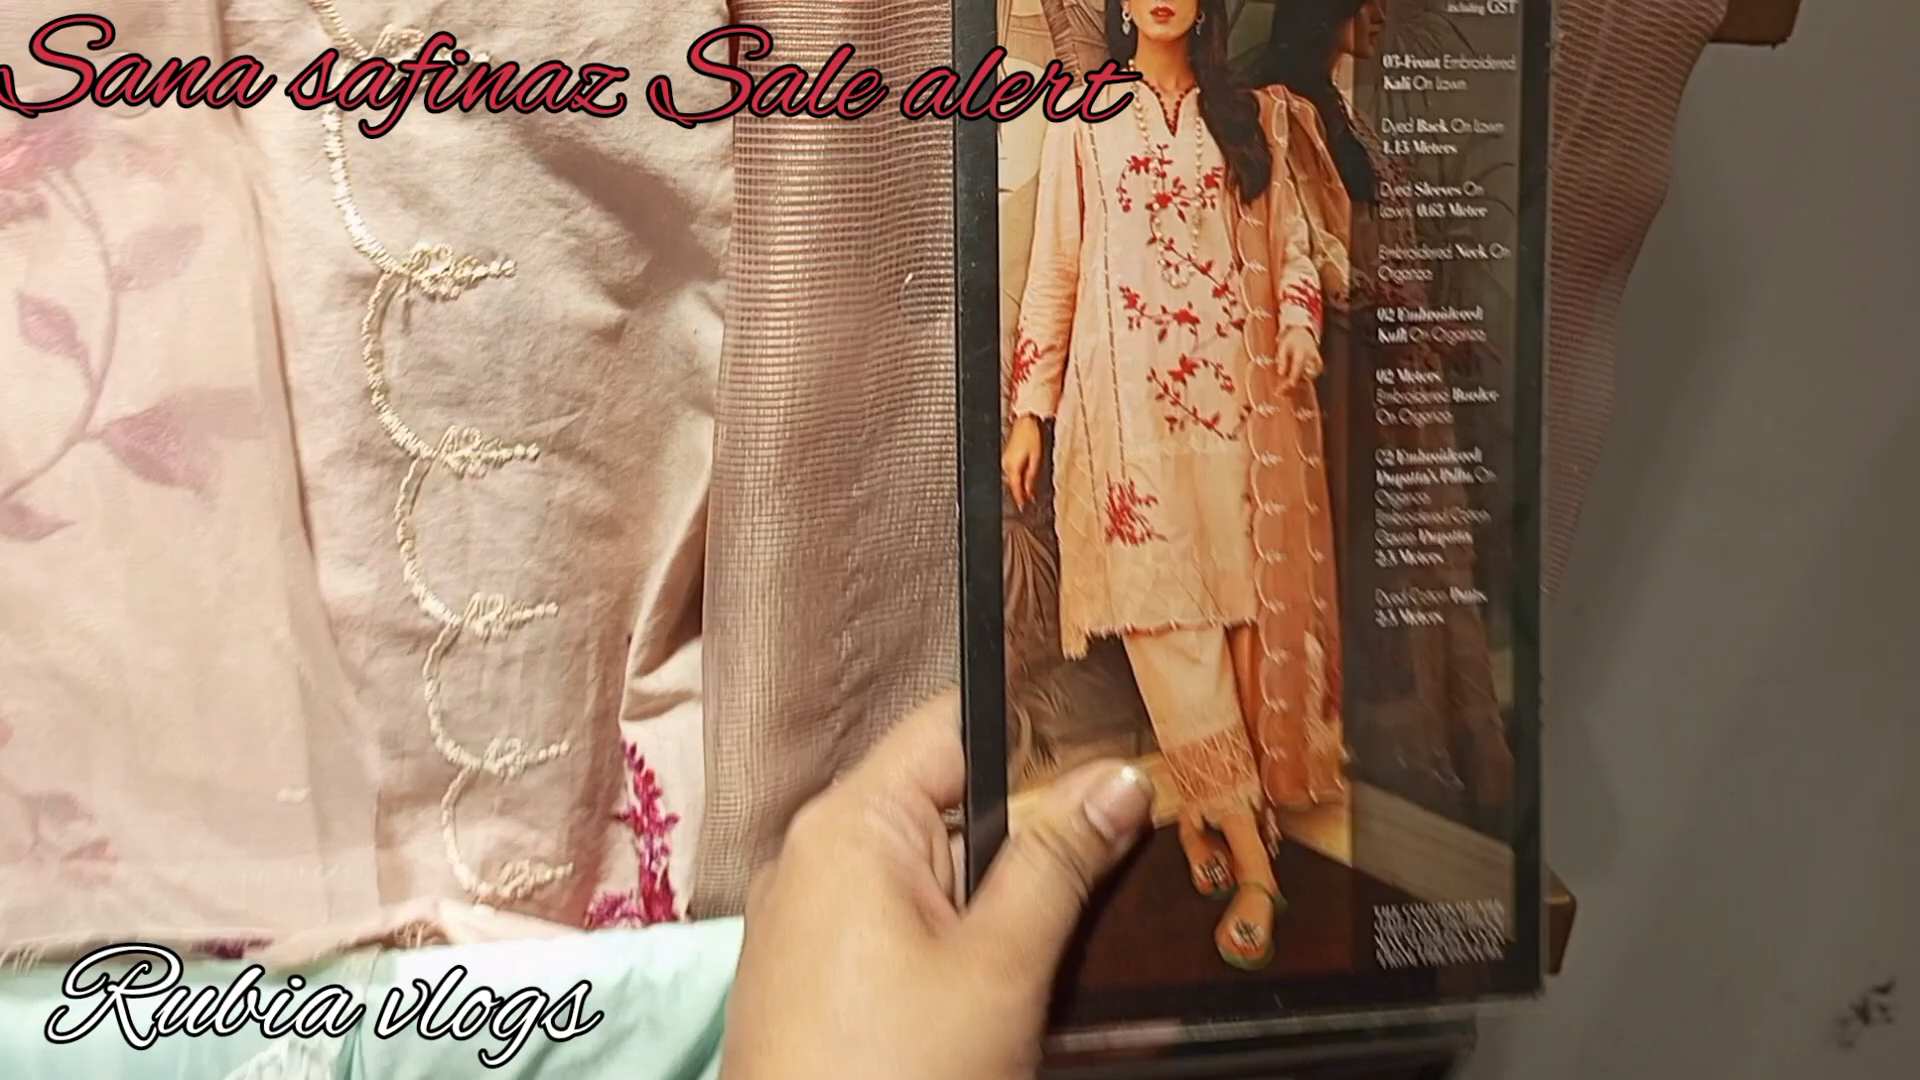 Sana safinaz Sale alert
including GST
03-Front Embroidered
Kali On Lawn
Dyed Back On Lawn
1.15 Meters
Dyed Sleeves On
Lawn 0.65 Meter
Embroidered Neck On
Organza
02 Embroidered
Kuff On Organza
02 Meters
Embroidered Border
On Organza
02 Embroidered
Dupatta's Pallu On
Organza
Embroidered Cotton
Dupatta
2.5 Meters
Dyed Cotton Pants
2.5 Meters
Rubia vlogs